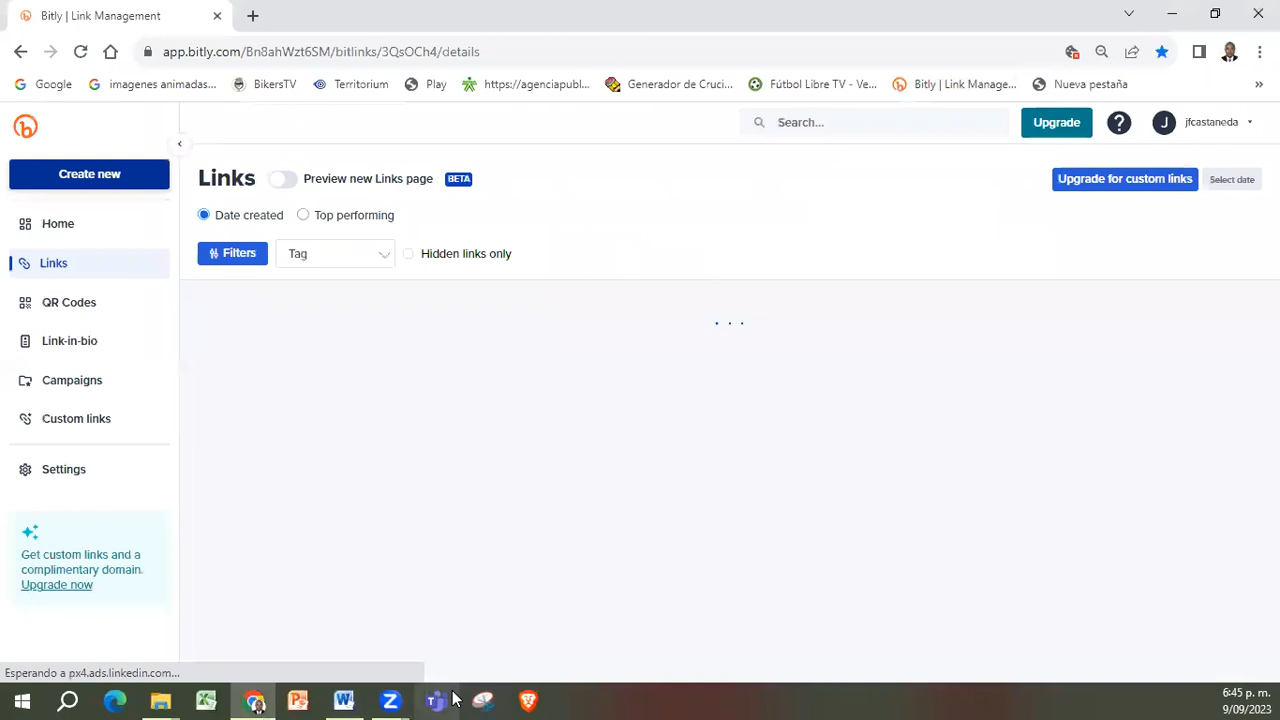 Bitly | Link Management
app.bitly.com/Bn8ahWzt6SM/bitlinks/3QsOCh4/details
Google
imagenes animadas...
BikersTV
Territorium
Play
https://agenciapubl...
Generador de Cruci...
Fútbol Libre TV - Ve...
Bitly | Link Manage...
Nueva pestaña
»
Search...
Upgrade
?
J
jfcastaneda
Create new
Links
Preview new Links page
BETA
Upgrade for custom links
Select date
Date created
Top performing
Filters
Tag
Hidden links only
Home
Links
QR Codes
Link-in-bio
Campaigns
Custom links
Settings
Get custom links and a
complimentary domain.
Upgrade now
Esperando a px4.ads.linkedin.com...
6:45 p. m.
9/09/2023